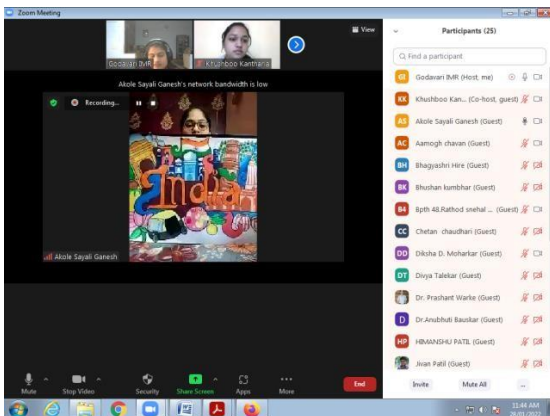 Zoom Meeting
View
Godavari IMR
Khushboo Kantharia
Akole Sayali Ganesh's network bandwidth is low
Recording...
India
Akole Sayali Ganesh
Mute
Stop Video
Security
Share Screen
Apps
More
End
Participants (25)
Find a participant
GI Godavari IMR (Host, me)
KK Khushboo Kan... (Co-host, guest)
AS Akole Sayali Ganesh (Guest)
AC Aamogh chavan (Guest)
BH Bhagyashri Hire (Guest)
BK Bhushan kumbhar (Guest)
B4 Bpth 48.Rathod snehal ... (Guest)
CC Chetan chaudhari (Guest)
DD Diksha D. Moharkar (Guest)
DT Divya Talekar (Guest)
Dr. Prashant Warke (Guest)
D Dr.Anubhuti Bauskar (Guest)
HP HIMANSHU PATIL (Guest)
Jivan Patil (Guest)
Invite
Mute All
...
11:44 AM